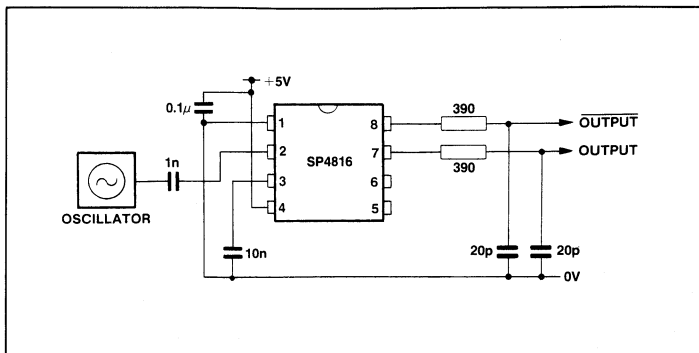 +5V
0.1μ
390
OUTPUT
1
8
1n
390
OUTPUT
2
7
SP4816
3
6
OSCILLATOR
4
5
10n
20p
20p
0V